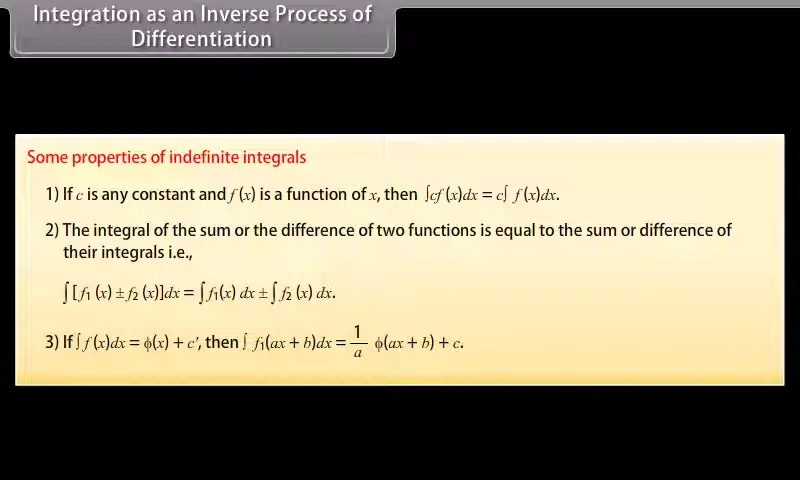 Integration as an Inverse Process of
Differentiation
Some properties of indefinite integrals
1) If c is any constant and f (x) is a function of x, then ∫cf (x)dx = c∫ f (x)dx.
2) The integral of the sum or the difference of two functions is equal to the sum or difference of
their integrals i.e.,
∫ [ f₁ (x) ± f₂ (x)]dx = ∫ f₁(x) dx ± ∫ f₂ (x) dx.
3) If ∫ f (x)dx = ϕ(x) + c′, then ∫ f₁(ax + b)dx = 1/a ϕ(ax + b) + c.